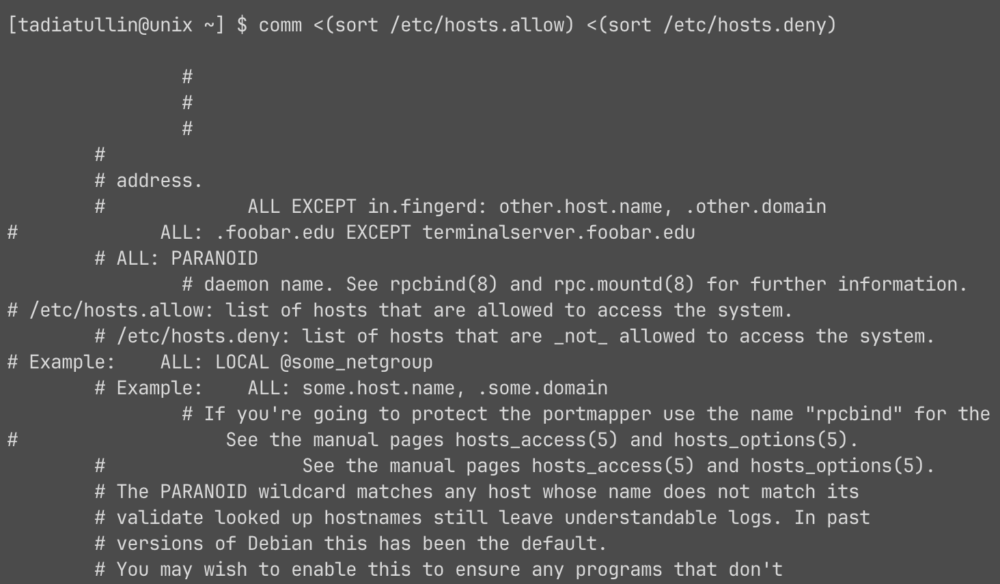 [tadiatullin@unix ~] $ comm <(sort /etc/hosts.allow) <(sort /etc/hosts.deny)

                #
                #
                #
        #
        # address.
        #             ALL EXCEPT in.fingerd: other.host.name, .other.domain
#             ALL: .foobar.edu EXCEPT terminalserver.foobar.edu
        # ALL: PARANOID
                # daemon name. See rpcbind(8) and rpc.mountd(8) for further information.
# /etc/hosts.allow: list of hosts that are allowed to access the system.
        # /etc/hosts.deny: list of hosts that are _not_ allowed to access the system.
# Example:    ALL: LOCAL @some_netgroup
        # Example:    ALL: some.host.name, .some.domain
                # If you're going to protect the portmapper use the name "rpcbind" for the
#                   See the manual pages hosts_access(5) and hosts_options(5).
        #                  See the manual pages hosts_access(5) and hosts_options(5).
        # The PARANOID wildcard matches any host whose name does not match its
        # validate looked up hostnames still leave understandable logs. In past
        # versions of Debian this has been the default.
        # You may wish to enable this to ensure any programs that don't